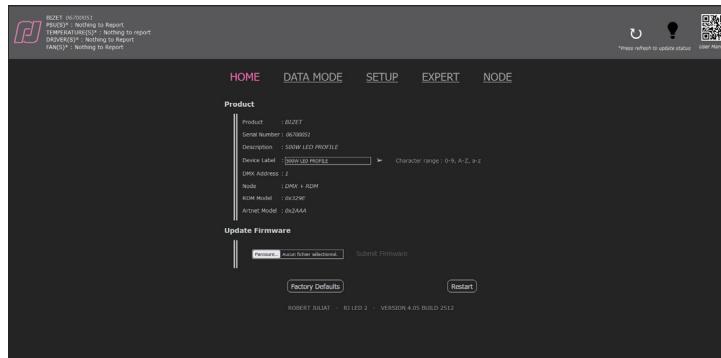 BIZET 06700051
PSU(S)* : Nothing to Report
TEMPERATURE(S)* : Nothing to report
DRIVER(S)* : Nothing to Report
FAN(S)* : Nothing to Report
*Press refresh to update status
User Man
HOME DATA MODE SETUP EXPERT NODE
Product
Product : BIZET
Serial Number : 06700051
Description : 500W LED PROFILE
Device Label : 500W LED PROFILE Character range : 0-9, A-Z, a-z
DMX Address : 1
Node : DMX + RDM
RDM Model : 0x329E
Artnet Model : 0x2AAA
Update Firmware
Parcourir... Aucun fichier sélectionné. Submit Firmware
Factory Defaults Restart
ROBERT JULIAT - RJ LED 2 - VERSION 4.05 BUILD 2512